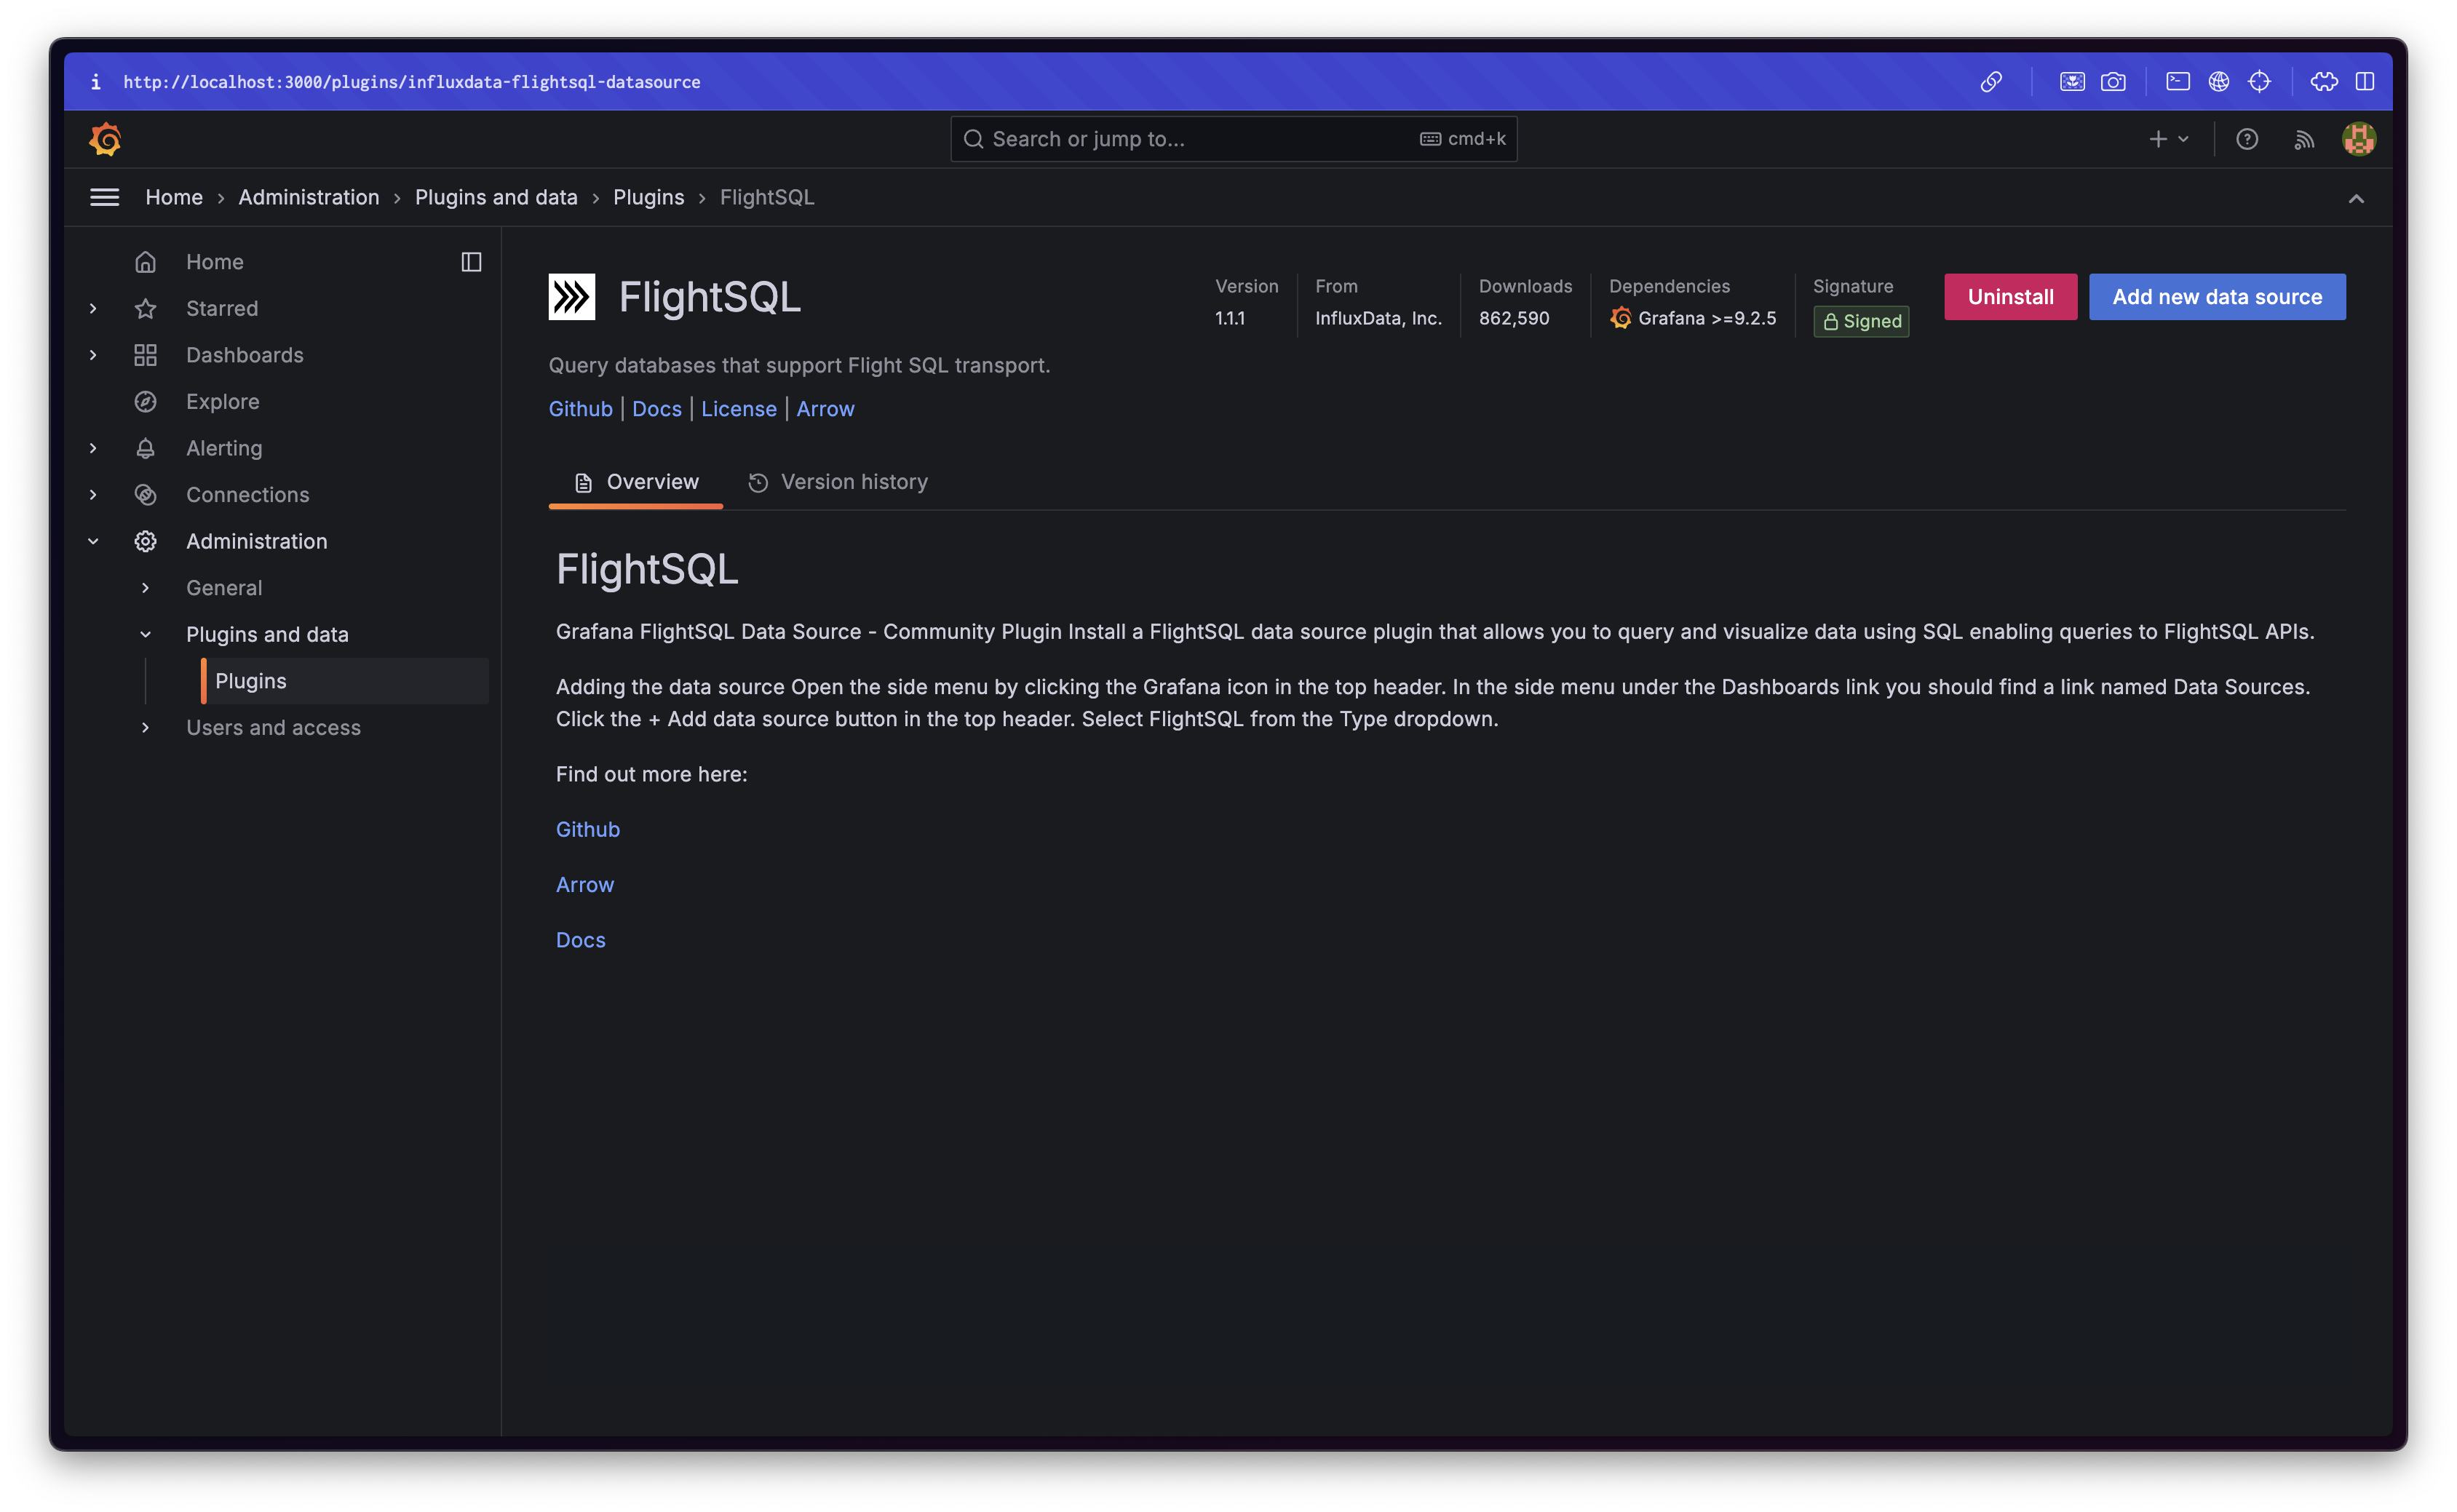 http://localhost:3000/plugins/influxdata-flightsql-datasource
Search or jump to...
cmd+k
Home › Administration › Plugins and data › Plugins › FlightSQL
Home
Starred
Dashboards
Explore
Alerting
Connections
Administration
General
Plugins and data
Plugins
Users and access
FlightSQL
Version
1.1.1
From
InfluxData, Inc.
Downloads
862,590
Dependencies
Grafana >=9.2.5
Signature
Signed
Uninstall
Add new data source
Query databases that support Flight SQL transport.
Github | Docs | License | Arrow
Overview
Version history
FlightSQL
Grafana FlightSQL Data Source - Community Plugin Install a FlightSQL data source plugin that allows you to query and visualize data using SQL enabling queries to FlightSQL APIs.
Adding the data source Open the side menu by clicking the Grafana icon in the top header. In the side menu under the Dashboards link you should find a link named Data Sources.
Click the + Add data source button in the top header. Select FlightSQL from the Type dropdown.
Find out more here:
Github
Arrow
Docs